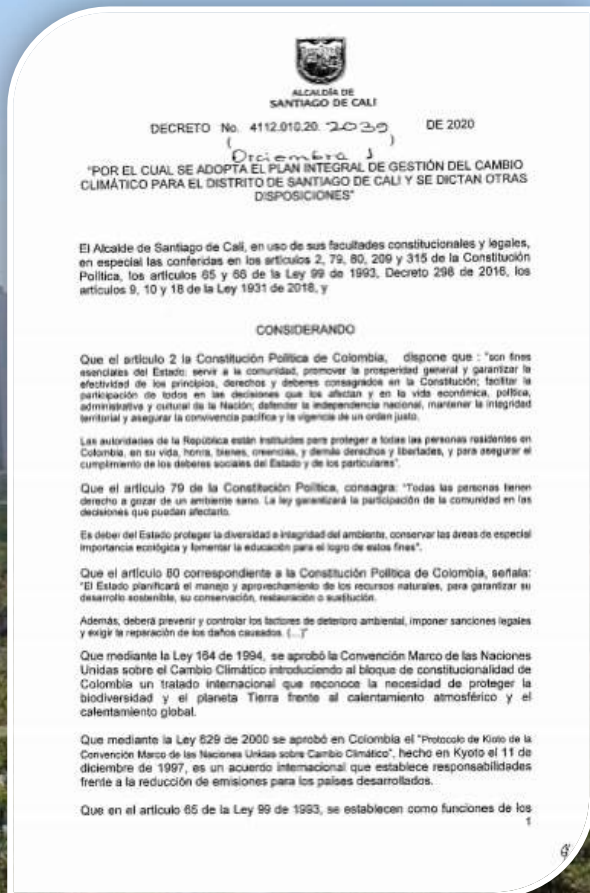 ALCALDÍA DE
SANTIAGO DE CALI
DECRETO No. 4112.010.20. 2039 DE 2020
( )
Diciembre 1
"POR EL CUAL SE ADOPTA EL PLAN INTEGRAL DE GESTIÓN DEL CAMBIO
CLIMÁTICO PARA EL DISTRITO DE SANTIAGO DE CALI Y SE DICTAN OTRAS
DISPOSICIONES"
El Alcalde de Santiago de Cali, en uso de sus facultades constitucionales y legales,
en especial las conferidas en los artículos 2, 79, 80, 209 y 315 de la Constitución
Política, los artículos 65 y 66 de la Ley 99 de 1993, Decreto 298 de 2016, los
artículos 9, 10 y 18 de la Ley 1931 de 2018, y
CONSIDERANDO
Que el artículo 2 la Constitución Política de Colombia, dispone que : "son fines
esenciales del Estado: servir a la comunidad, promover la prosperidad general y garantizar la
efectividad de los principios, derechos y deberes consagrados en la Constitución; facilitar la
participación de todos en las decisiones que los afectan y en la vida económica, política,
administrativa y cultural de la Nación; defender la independencia nacional, mantener la integridad
territorial y asegurar la convivencia pacífica y la vigencia de un orden justo.
Las autoridades de la República están instituidas para proteger a todas las personas residentes en
Colombia, en su vida, honra, bienes, creencias, y demás derechos y libertades, y para asegurar el
cumplimiento de los deberes sociales del Estado y de los particulares".
Que el artículo 79 de la Constitución Política, consagra: "Todas las personas tienen
derecho a gozar de un ambiente sano. La ley garantizará la participación de la comunidad en las
decisiones que puedan afectarlo.
Es deber del Estado proteger la diversidad e integridad del ambiente, conservar las áreas de especial
importancia ecológica y fomentar la educación para el logro de estos fines".
Que el artículo 80 correspondiente a la Constitución Política de Colombia, señala:
"El Estado planificará el manejo y aprovechamiento de los recursos naturales, para garantizar su
desarrollo sostenible, su conservación, restauración o sustitución.
Además, deberá prevenir y controlar los factores de deterioro ambiental, imponer sanciones legales
y exigir la reparación de los daños causados. (...)"
Que mediante la Ley 164 de 1994, se aprobó la Convención Marco de las Naciones
Unidas sobre el Cambio Climático introduciendo al bloque de constitucionalidad de
Colombia un tratado internacional que reconoce la necesidad de proteger la
biodiversidad y el planeta Tierra frente al calentamiento atmosférico y el
calentamiento global.
Que mediante la Ley 629 de 2000 se aprobó en Colombia el "Protocolo de Kioto de la
Convención Marco de las Naciones Unidas sobre Cambio Climático", hecho en Kyoto el 11 de
diciembre de 1997, es un acuerdo internacional que establece responsabilidades
frente a la reducción de emisiones para los países desarrollados.
Que en el artículo 65 de la Ley 99 de 1993, se establecen como funciones de los
1